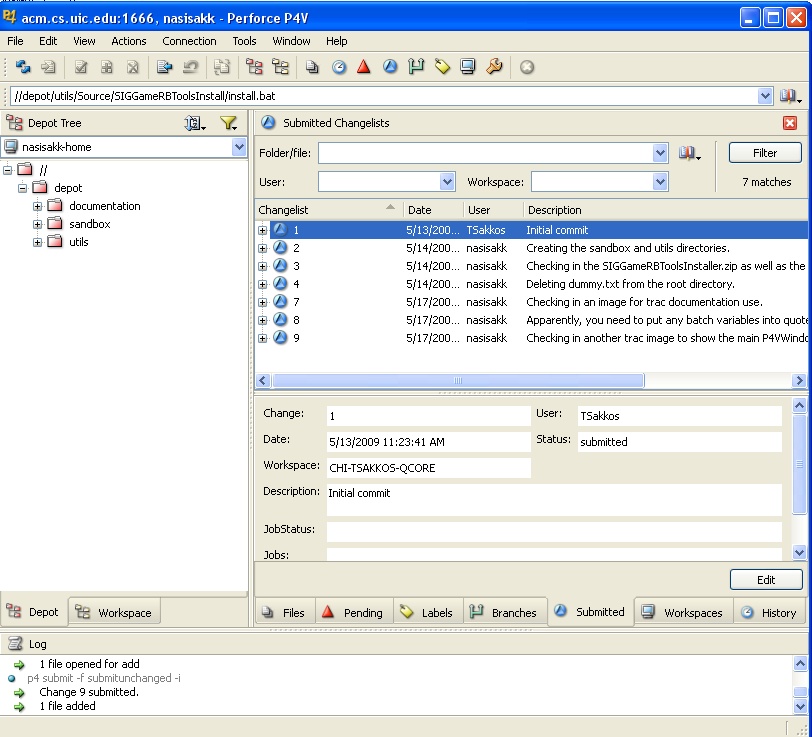 acm.cs.uic.edu:1666, nasisakk - Perforce P4V
File Edit View Actions Connection Tools Window Help
//depot/utils/Source/SIGGameRBToolsInstall/install.bat
Depot Tree
nasisakk-home
//
depot
documentation
sandbox
utils
Submitted Changelists
Folder/file:
Filter
User: Workspace: 7 matches
Changelist Date User Description
1 5/13/200... TSakkos Initial commit
2 5/14/200... nasisakk Creating the sandbox and utils directories.
3 5/14/200... nasisakk Checking in the SIGGameRBToolsInstaller.zip as well as the
4 5/14/200... nasisakk Deleting dummy.txt from the root directory.
7 5/17/200... nasisakk Checking in an image for trac documentation use.
8 5/17/200... nasisakk Apparently, you need to put any batch variables into quote
9 5/17/200... nasisakk Checking in another trac image to show the main P4VWindo
Change: 1 User: TSakkos
Date: 5/13/2009 11:23:41 AM Status: submitted
Workspace: CHI-TSAKKOS-QCORE
Description: Initial commit
JobStatus:
Jobs:
Edit
Depot Workspace
Files Pending Labels Branches Submitted Workspaces History
Log
1 file opened for add
p4 submit -f submitunchanged -i
Change 9 submitted.
1 file added